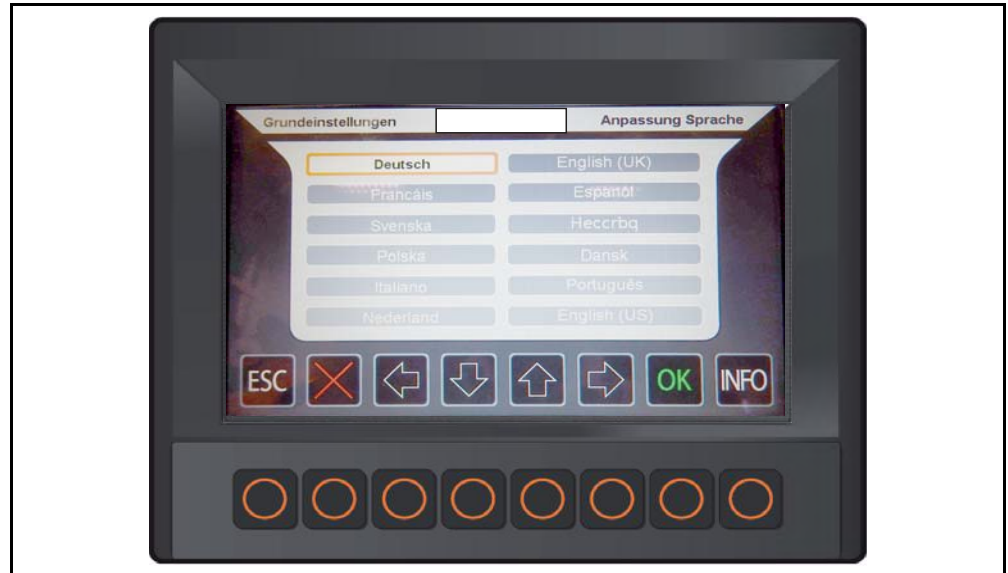 Grundeinstellungen Anpassung Sprache
Deutsch English (UK)
Francáis Español
Svenska Heccrbq
Polska Dansk
Italiano Português
Nederland English (US)
ESC OK INFO